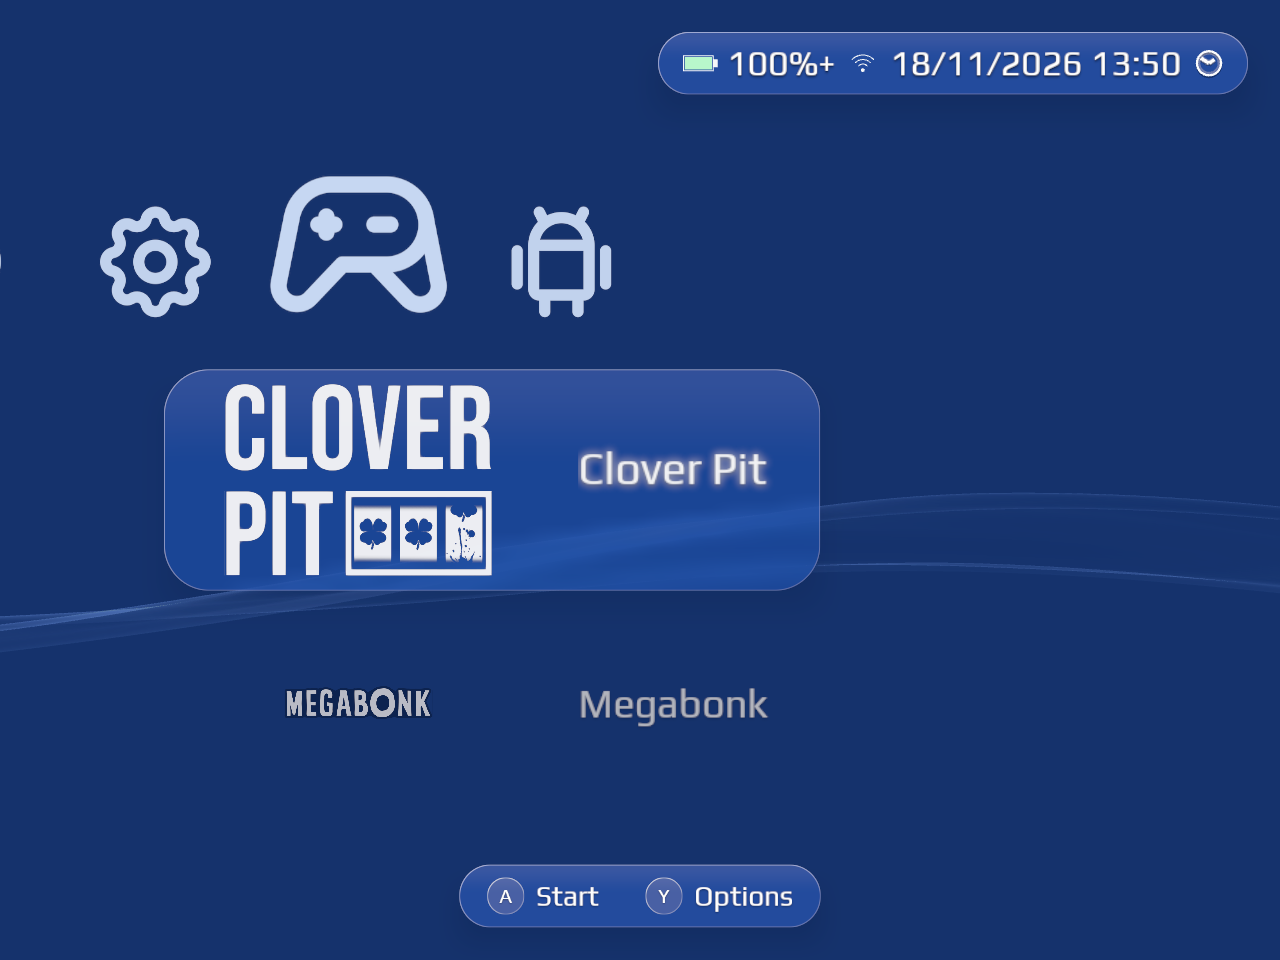 100%+ 18/11/2026 13:50
CLOVER
PIT
Clover Pit
MEGABONK
Megabonk
A Start Y Options